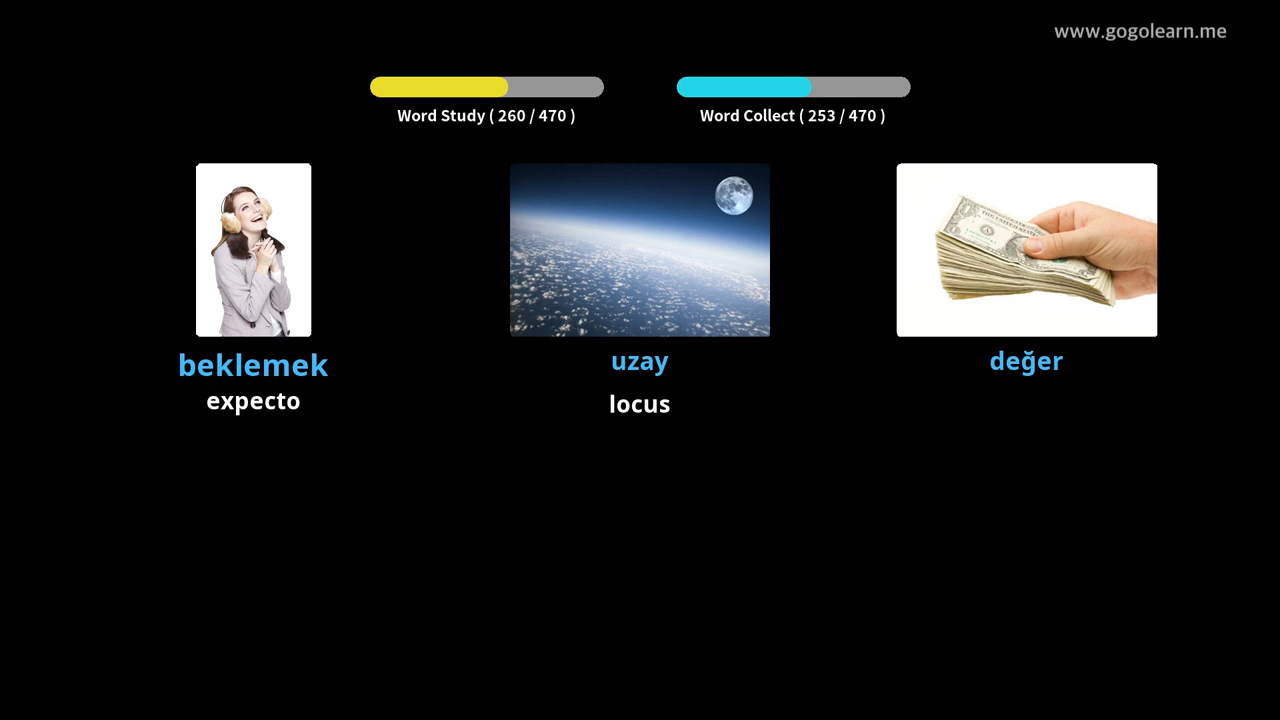 www.gogolearn.me
Word Study ( 260 / 470 )
Word Collect ( 253 / 470 )
beklemek
expecto
uzay
locus
değer